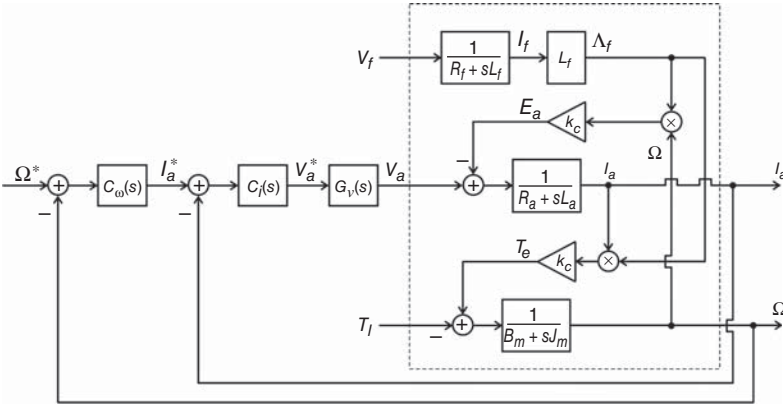 V_f
1
R_f + sL_f
I_f
L_f
Λ_f
E_a
k_c
×
Ω
−
Ω*
+
C_ω(s)
I_a*
+
C_i(s)
V_a*
G_v(s)
V_a
+
1
R_a + sL_a
I_a
I_a
−
−
T_e
k_c
×
T_l
−
+
1
B_m + sJ_m
Ω